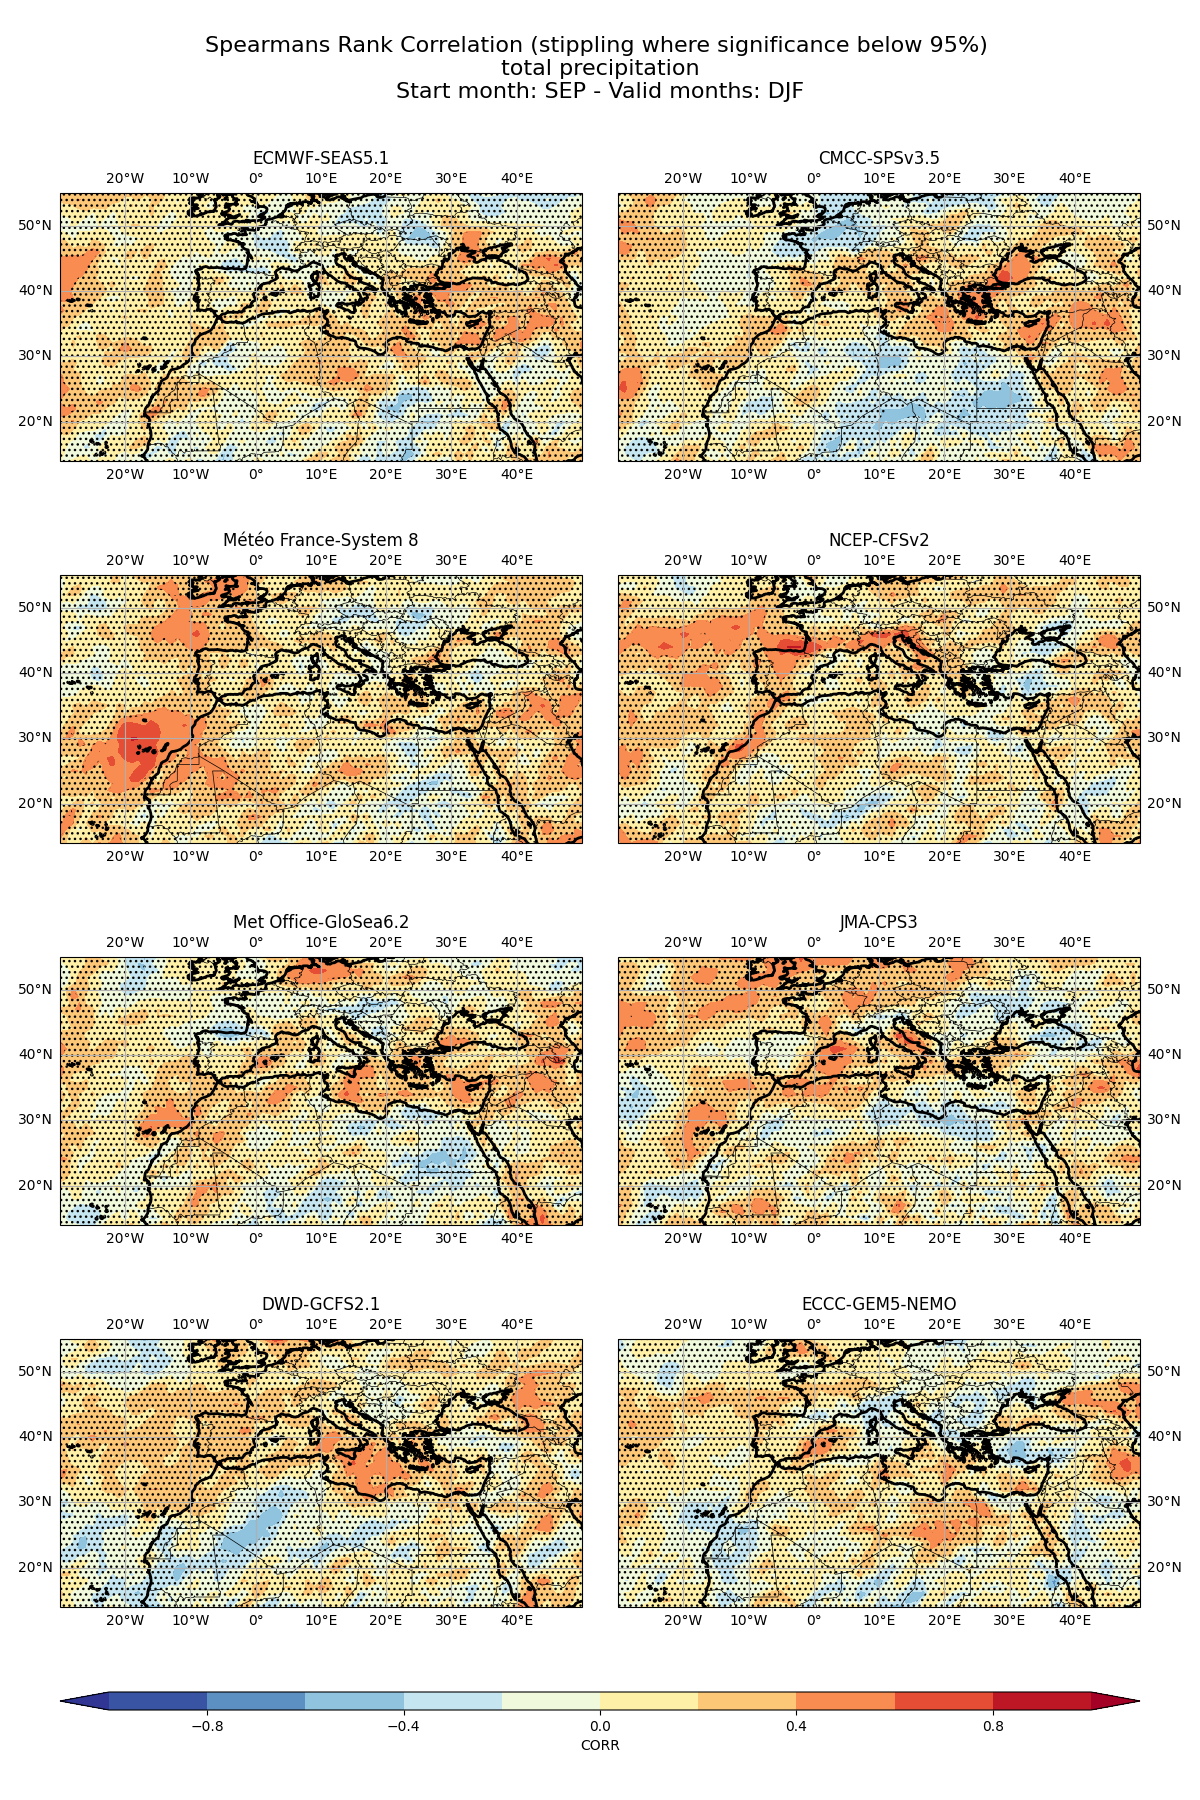 Spearmans Rank Correlation (stippling where significance below 95%)
total precipitation
Start month: SEP - Valid months: DJF
ECMWF-SEAS5.1
20°W 10°W 0° 10°E 20°E 30°E 40°E
50°N
40°N
30°N
20°N
20°W 10°W 0° 10°E 20°E 30°E 40°E
CMCC-SPSv3.5
20°W 10°W 0° 10°E 20°E 30°E 40°E
50°N
40°N
30°N
20°N
20°W 10°W 0° 10°E 20°E 30°E 40°E
Météo France-System 8
20°W 10°W 0° 10°E 20°E 30°E 40°E
50°N
40°N
30°N
20°N
20°W 10°W 0° 10°E 20°E 30°E 40°E
NCEP-CFSv2
20°W 10°W 0° 10°E 20°E 30°E 40°E
50°N
40°N
30°N
20°N
20°W 10°W 0° 10°E 20°E 30°E 40°E
Met Office-GloSea6.2
20°W 10°W 0° 10°E 20°E 30°E 40°E
50°N
40°N
30°N
20°N
20°W 10°W 0° 10°E 20°E 30°E 40°E
JMA-CPS3
20°W 10°W 0° 10°E 20°E 30°E 40°E
50°N
40°N
30°N
20°N
20°W 10°W 0° 10°E 20°E 30°E 40°E
DWD-GCFS2.1
20°W 10°W 0° 10°E 20°E 30°E 40°E
50°N
40°N
30°N
20°N
20°W 10°W 0° 10°E 20°E 30°E 40°E
ECCC-GEM5-NEMO
20°W 10°W 0° 10°E 20°E 30°E 40°E
50°N
40°N
30°N
20°N
20°W 10°W 0° 10°E 20°E 30°E 40°E
−0.8 −0.4 0.0 0.4 0.8
CORR